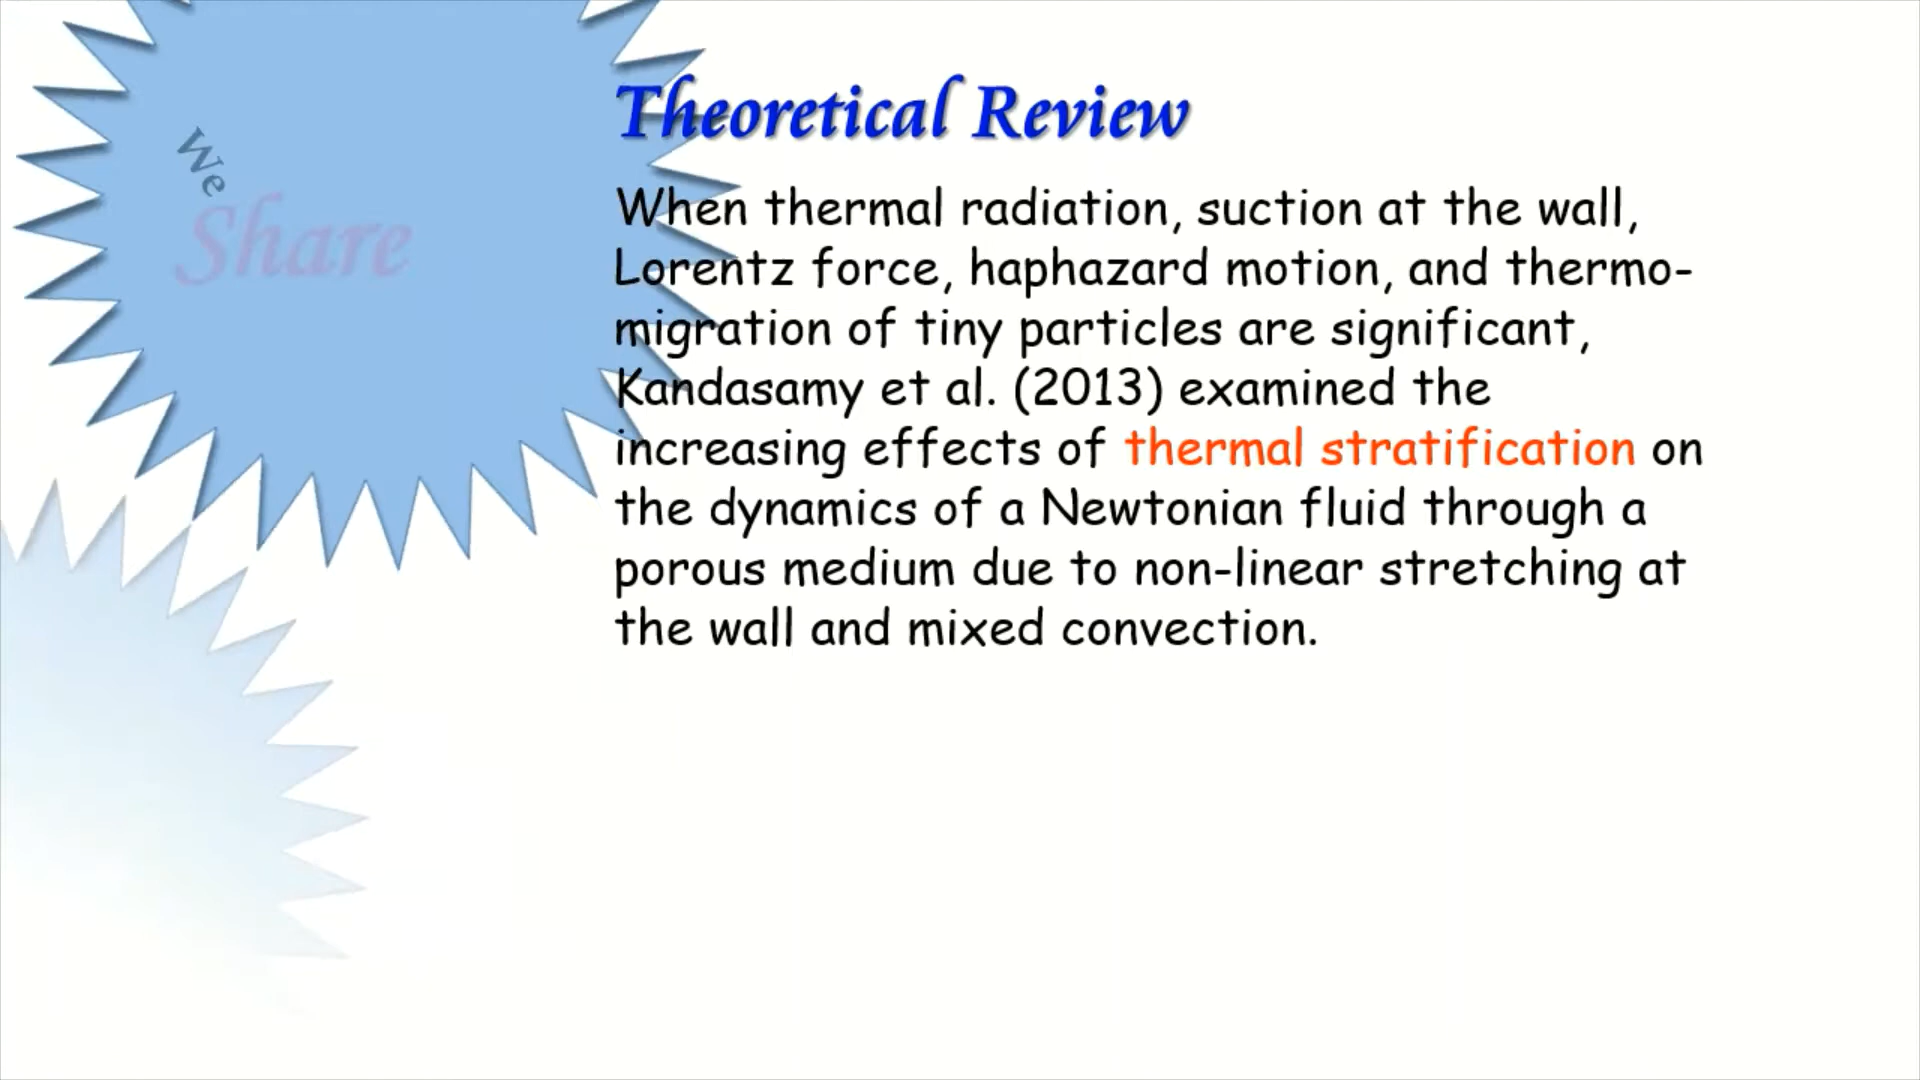 We
Share
Theoretical Review
When thermal radiation, suction at the wall,
Lorentz force, haphazard motion, and thermo-
migration of tiny particles are significant,
Kandasamy et al. (2013) examined the
increasing effects of thermal stratification on
the dynamics of a Newtonian fluid through a
porous medium due to non-linear stretching at
the wall and mixed convection.